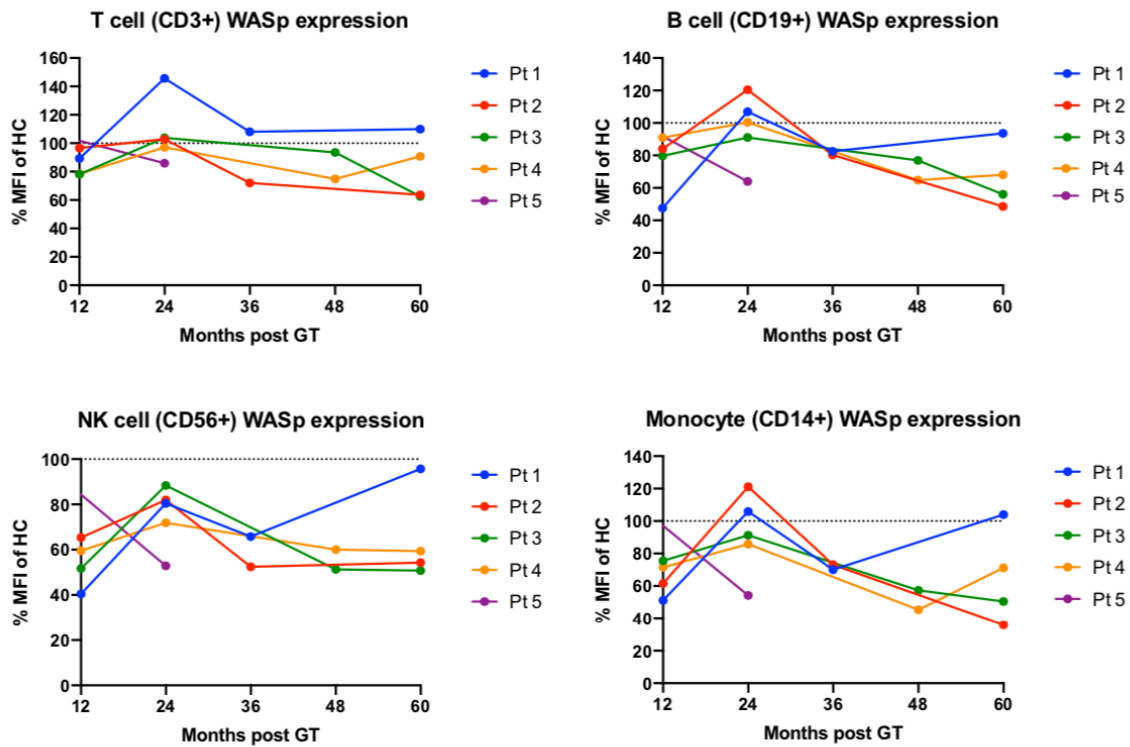 T cell (CD3+) WASp expression
% MFI of HC
160
140
120
100
80
60
40
20
0
12 24 36 48 60
Months post GT
Pt 1
Pt 2
Pt 3
Pt 4
Pt 5
B cell (CD19+) WASp expression
% MFI of HC
140
120
100
80
60
40
20
0
12 24 36 48 60
Months post GT
Pt 1
Pt 2
Pt 3
Pt 4
Pt 5
NK cell (CD56+) WASp expression
% MFI of HC
100
80
60
40
20
0
12 24 36 48 60
Months post GT
Pt 1
Pt 2
Pt 3
Pt 4
Pt 5
Monocyte (CD14+) WASp expression
% MFI of HC
140
120
100
80
60
40
20
0
12 24 36 48 60
Months post GT
Pt 1
Pt 2
Pt 3
Pt 4
Pt 5